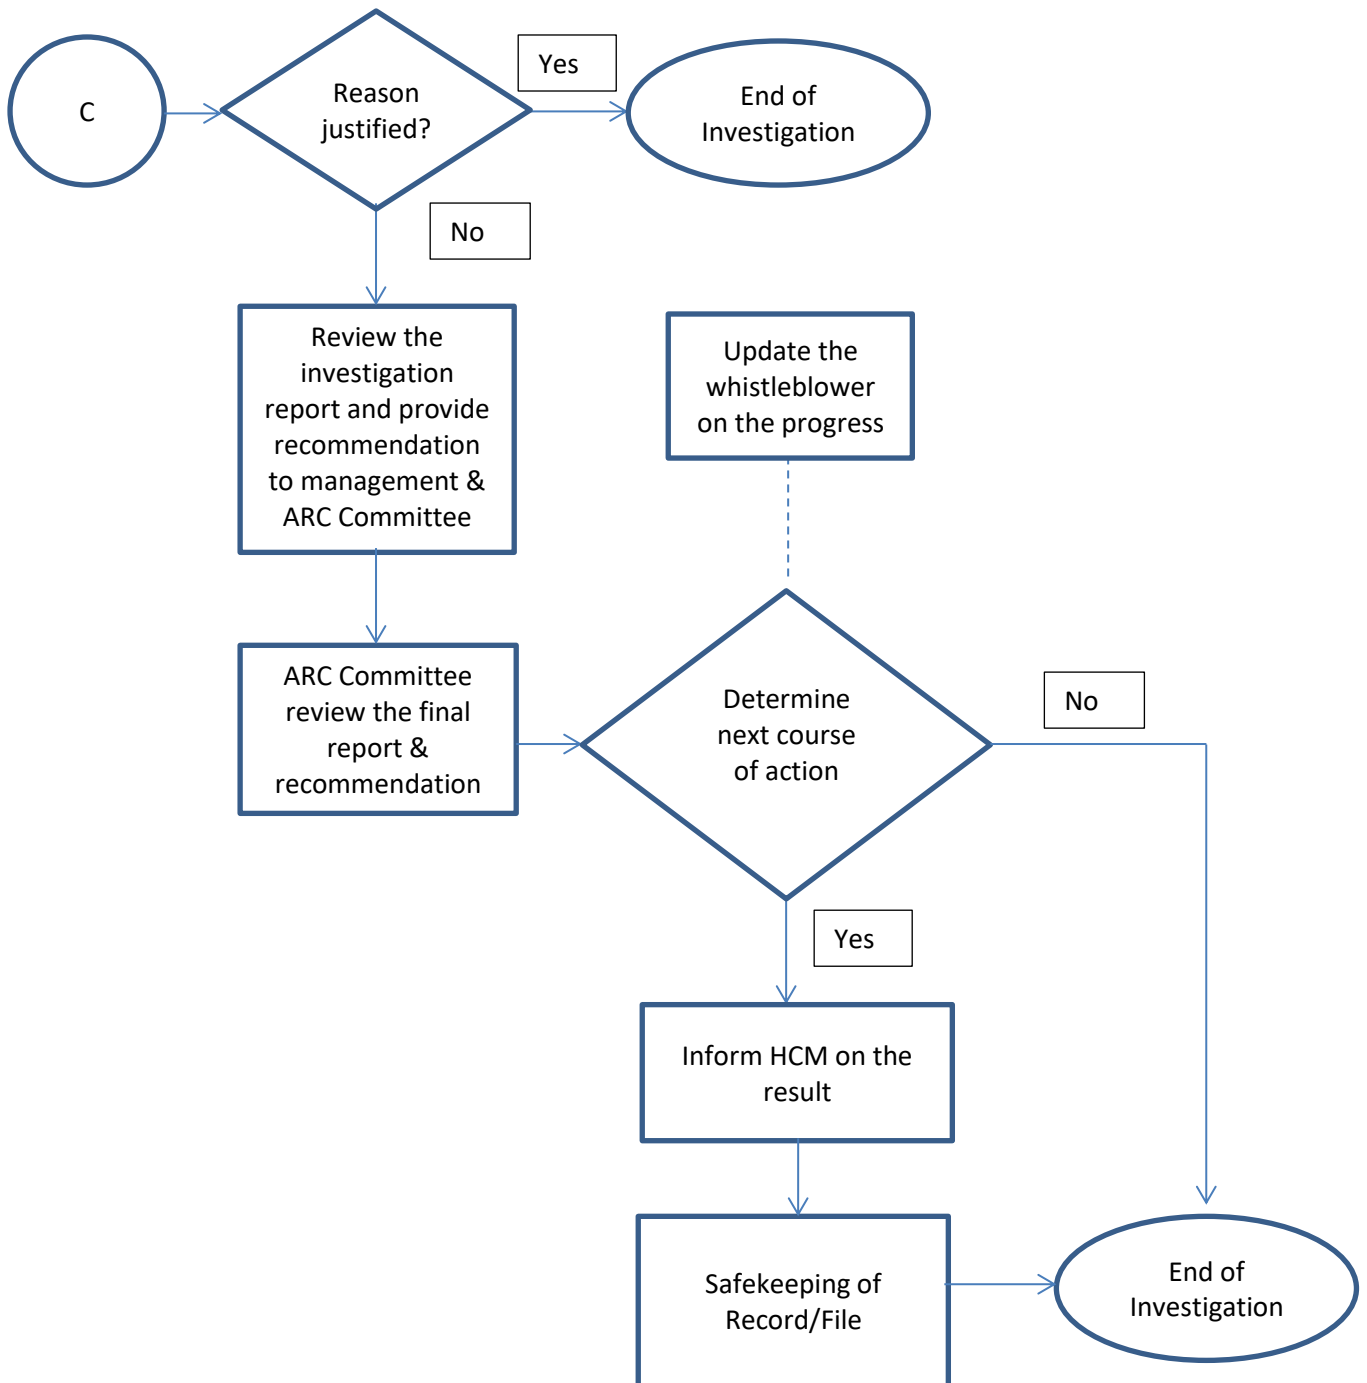 C
Reason
justified?
Yes
End of
Investigation
No
Review the
investigation
report and provide
recommendation
to management &
ARC Committee
Update the
whistleblower
on the progress
ARC Committee
review the final
report &
recommendation
Determine
next course
of action
No
Yes
Inform HCM on the
result
Safekeeping of
Record/File
End of
Investigation